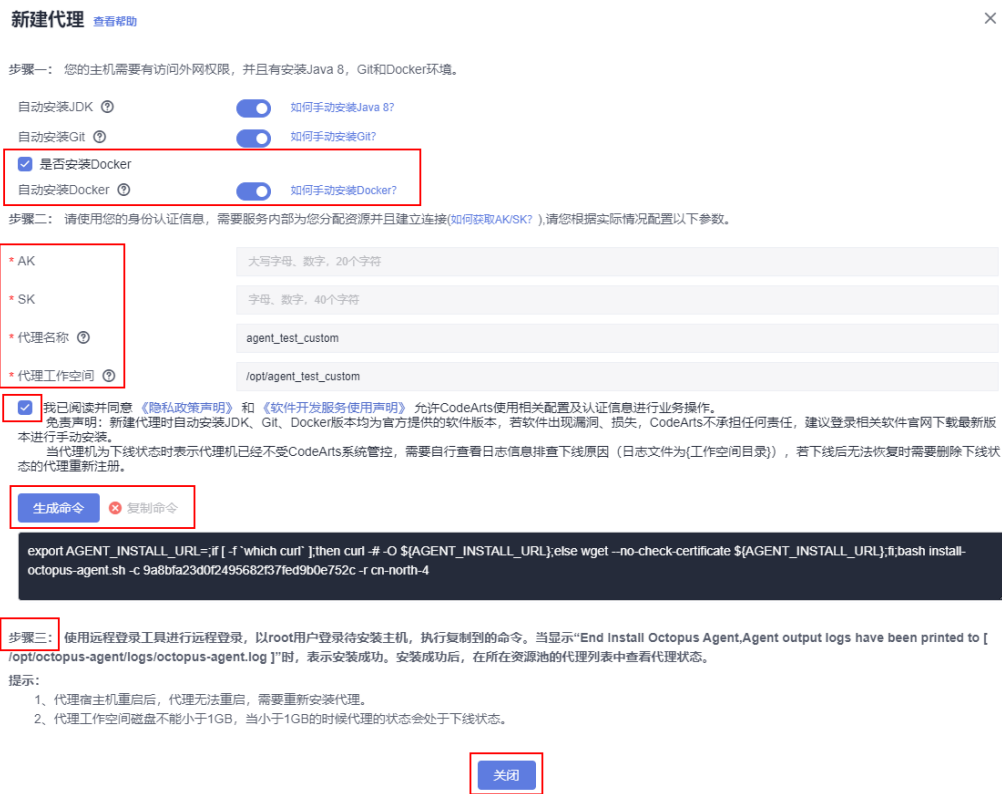 新建代理 查看帮助
步骤一： 您的主机需要有访问外网权限，并且有安装Java 8，Git和Docker环境。
自动安装JDK 如何手动安装Java 8?
自动安装Git 如何手动安装Git?
是否安装Docker
自动安装Docker 如何手动安装Docker?
步骤二： 请使用您的身份认证信息，需要服务内部为您分配资源并且建立连接(如何获取AK/SK? ),请您根据实际情况配置以下参数。
* AK 大写字母、数字，20个字符
* SK 字母、数字，40个字符
* 代理名称 agent_test_custom
* 代理工作空间 /opt/agent_test_custom
我已阅读并同意 《隐私政策声明》 和 《软件开发服务使用声明》 允许CodeArts使用相关配置及认证信息进行业务操作。
免责声明：新建代理时自动安装JDK、Git、Docker版本均为官方提供的软件版本，若软件出现漏洞、损失，CodeArts不承担任何责任，建议登录相关软件官网下载最新版
本进行手动安装。
当代理机为下线状态时表示代理机已经不受CodeArts系统管控，需要自行查看日志信息排查下线原因（日志文件为{工作空间目录}），若下线后无法恢复时需要删除下线状
态的代理重新注册。
生成命令 复制命令
export AGENT_INSTALL_URL=;if [ -f `which curl` ];then curl -# -O ${AGENT_INSTALL_URL};else wget --no-check-certificate ${AGENT_INSTALL_URL};fi;bash install-
octopus-agent.sh -c 9a8bfa23d0f2495682f37fed9b0e752c -r cn-north-4
步骤三： 使用远程登录工具进行远程登录，以root用户登录待安装主机，执行复制到的命令。当显示“End Install Octopus Agent,Agent output logs have been printed to [
/opt/octopus-agent/logs/octopus-agent.log ]”时，表示安装成功。安装成功后，在所在资源池的代理列表中查看代理状态。
提示：
1、代理宿主机重启后，代理无法重启，需要重新安装代理。
2、代理工作空间磁盘不能小于1GB，当小于1GB的时候代理的状态会处于下线状态。
关闭